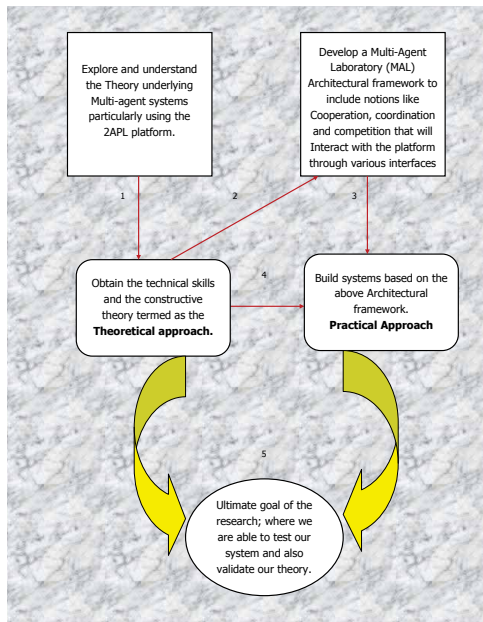 Explore and understand
the Theory underlying
Multi-agent systems
particularly using the
2APL platform.
Develop a Multi-Agent
Laboratory (MAL)
Architectural framework to
include notions like
Cooperation, coordination
and competition that will
Interact with the platform
through various interfaces
1
2
3
Obtain the technical skills
and the constructive
theory termed as the
Theoretical approach.
4
Build systems based on the
above Architectural
framework.
Practical Approach
5
Ultimate goal of the
research; where we
are able to test our
system and also
validate our theory.